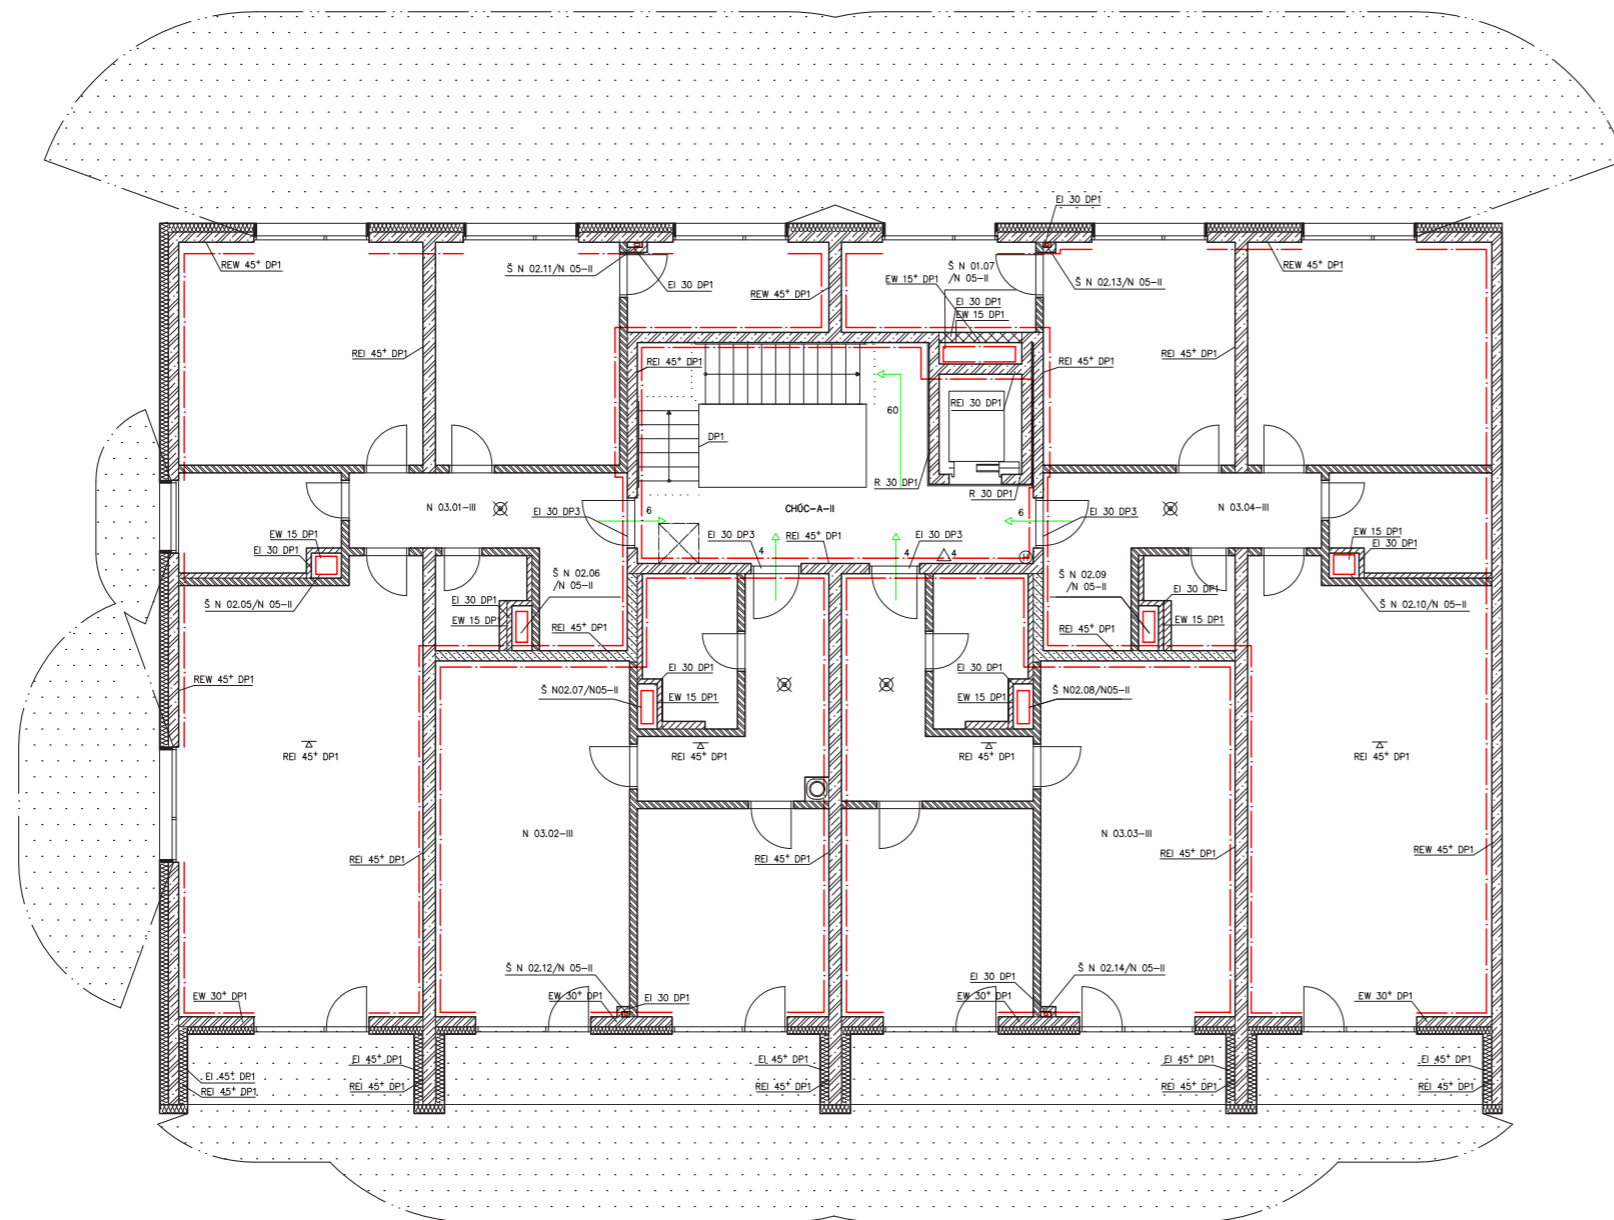 EI 30 DP1
REW 45+ DP1
Š N 02.11/N 05-II
EI 30 DP1
REW 45+ DP1
EW 15+ DP1
Š N 01.07
/N 05-II
EI 30 DP1
EW 15 DP1
Š N 02.13/N 05-II
REW 45+ DP1
REI 45+ DP1
REI 45+ DP1
REI 45+ DP1
REI 45+ DP1
REI 30 DP1
60
DP1
R 30 DP1
R 30 DP1
N 03.01-III
EI 30 DP3
6
CHÚC-A-II
6
EI 30 DP3
N 03.04-III
EI 30 DP3
REI 45+ DP1
EI 30 DP3
4
4
4
H
EW 15 DP1
EI 30 DP1
EW 15 DP1
EI 30 DP1
Š N 02.06
/N 05-II
Š N 02.09
/N 05-II
Š N 02.05/N 05-II
EI 30 DP1
EW 15 DP1
REI 45+ DP1
REI 45+ DP1
EI 30 DP1
EW 15 DP1
Š N 02.10/N 05-II
REW 45+ DP1
Š N02.07/N05-II
EI 30 DP1
EW 15 DP1
EI 30 DP1
EW 15 DP1
Š N02.08/N05-II
REI 45+ DP1
REI 45+ DP1
REI 45+ DP1
REI 45+ DP1
N 03.02-III
N 03.03-III
REI 45+ DP1
REI 45+ DP1
REI 45+ DP1
REW 45+ DP1
Š N 02.12/N 05-II
EI 30 DP1
Š N 02.14/N 05-II
EW 30+ DP1
EW 30+ DP1
EI 30 DP1
EW 30+ DP1
EW 30+ DP1
EI 45+ DP1
REI 45+ DP1
EI 45+ DP1
REI 45+ DP1
EI 45+ DP1
REI 45+ DP1
EI 45+ DP1
REI 45+ DP1
EI 45+ DP1
REI 45+ DP1